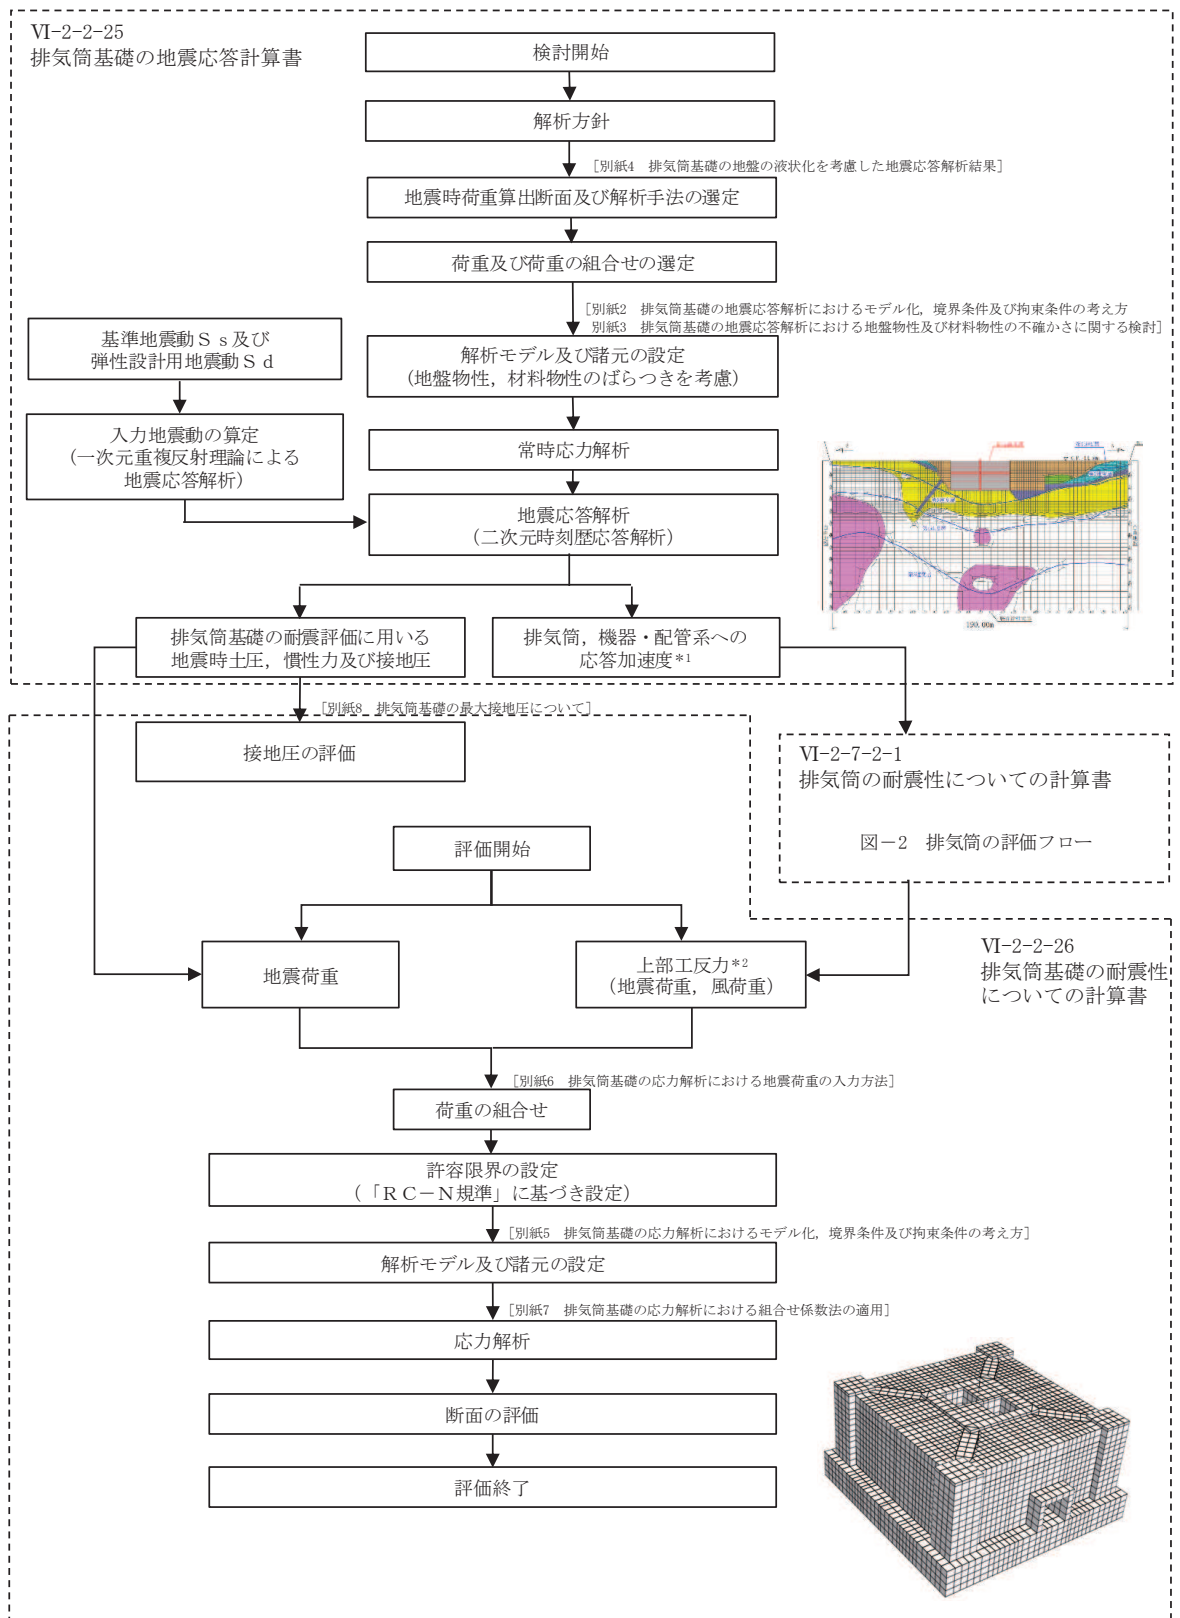 Ⅵ-2-2-25
排気筒基礎の地震応答計算書
検討開始
解析方針
[別紙4 排気筒基礎の地盤の液状化を考慮した地震応答解析結果]
地震時荷重算出断面及び解析手法の選定
荷重及び荷重の組合せの選定
[別紙2 排気筒基礎の地震応答解析におけるモデル化，境界条件及び拘束条件の考え方
別紙3 排気筒基礎の地震応答解析における地盤物性及び材料物性の不確かさに関する検討]
基準地震動Ｓｓ及び
弾性設計用地震動Ｓｄ
解析モデル及び諸元の設定
（地盤物性，材料物性のばらつきを考慮）
入力地震動の算定
（一次元重複反射理論による
地震応答解析）
常時応力解析
地震応答解析
（二次元時刻歴応答解析）
190.00m
排気筒基礎の耐震評価に用いる
地震時土圧，慣性力及び接地圧
排気筒，機器・配管系への
応答加速度*1
[別紙8 排気筒基礎の最大接地圧について]
接地圧の評価
Ⅵ-2-7-2-1
排気筒の耐震性についての計算書
図－2 排気筒の評価フロー
評価開始
地震荷重
上部工反力*2
（地震荷重，風荷重）
Ⅵ-2-2-26
排気筒基礎の耐震性
についての計算書
[別紙6 排気筒基礎の応力解析における地震荷重の入力方法]
荷重の組合せ
許容限界の設定
（「ＲＣ－Ｎ規準」に基づき設定）
[別紙5 排気筒基礎の応力解析におけるモデル化，境界条件及び拘束条件の考え方]
解析モデル及び諸元の設定
[別紙7 排気筒基礎の応力解析における組合せ係数法の適用]
応力解析
断面の評価
評価終了